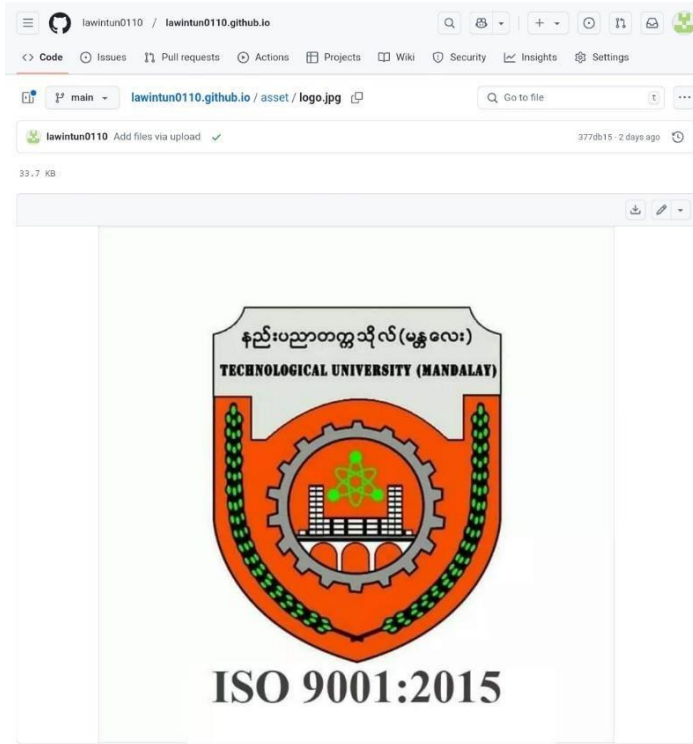 lawintun0110 / lawintun0110.github.io
<> Code Issues Pull requests Actions Projects Wiki Security Insights Settings
main lawintun0110.github.io / asset / logo.jpg Go to file t
lawintun0110 Add files via upload 377db15 · 2 days ago
33.7 KB
နည်းပညာတက္ကသိုလ်(မန္တလေး)
TECHNOLOGICAL UNIVERSITY (MANDALAY)
ISO 9001:2015